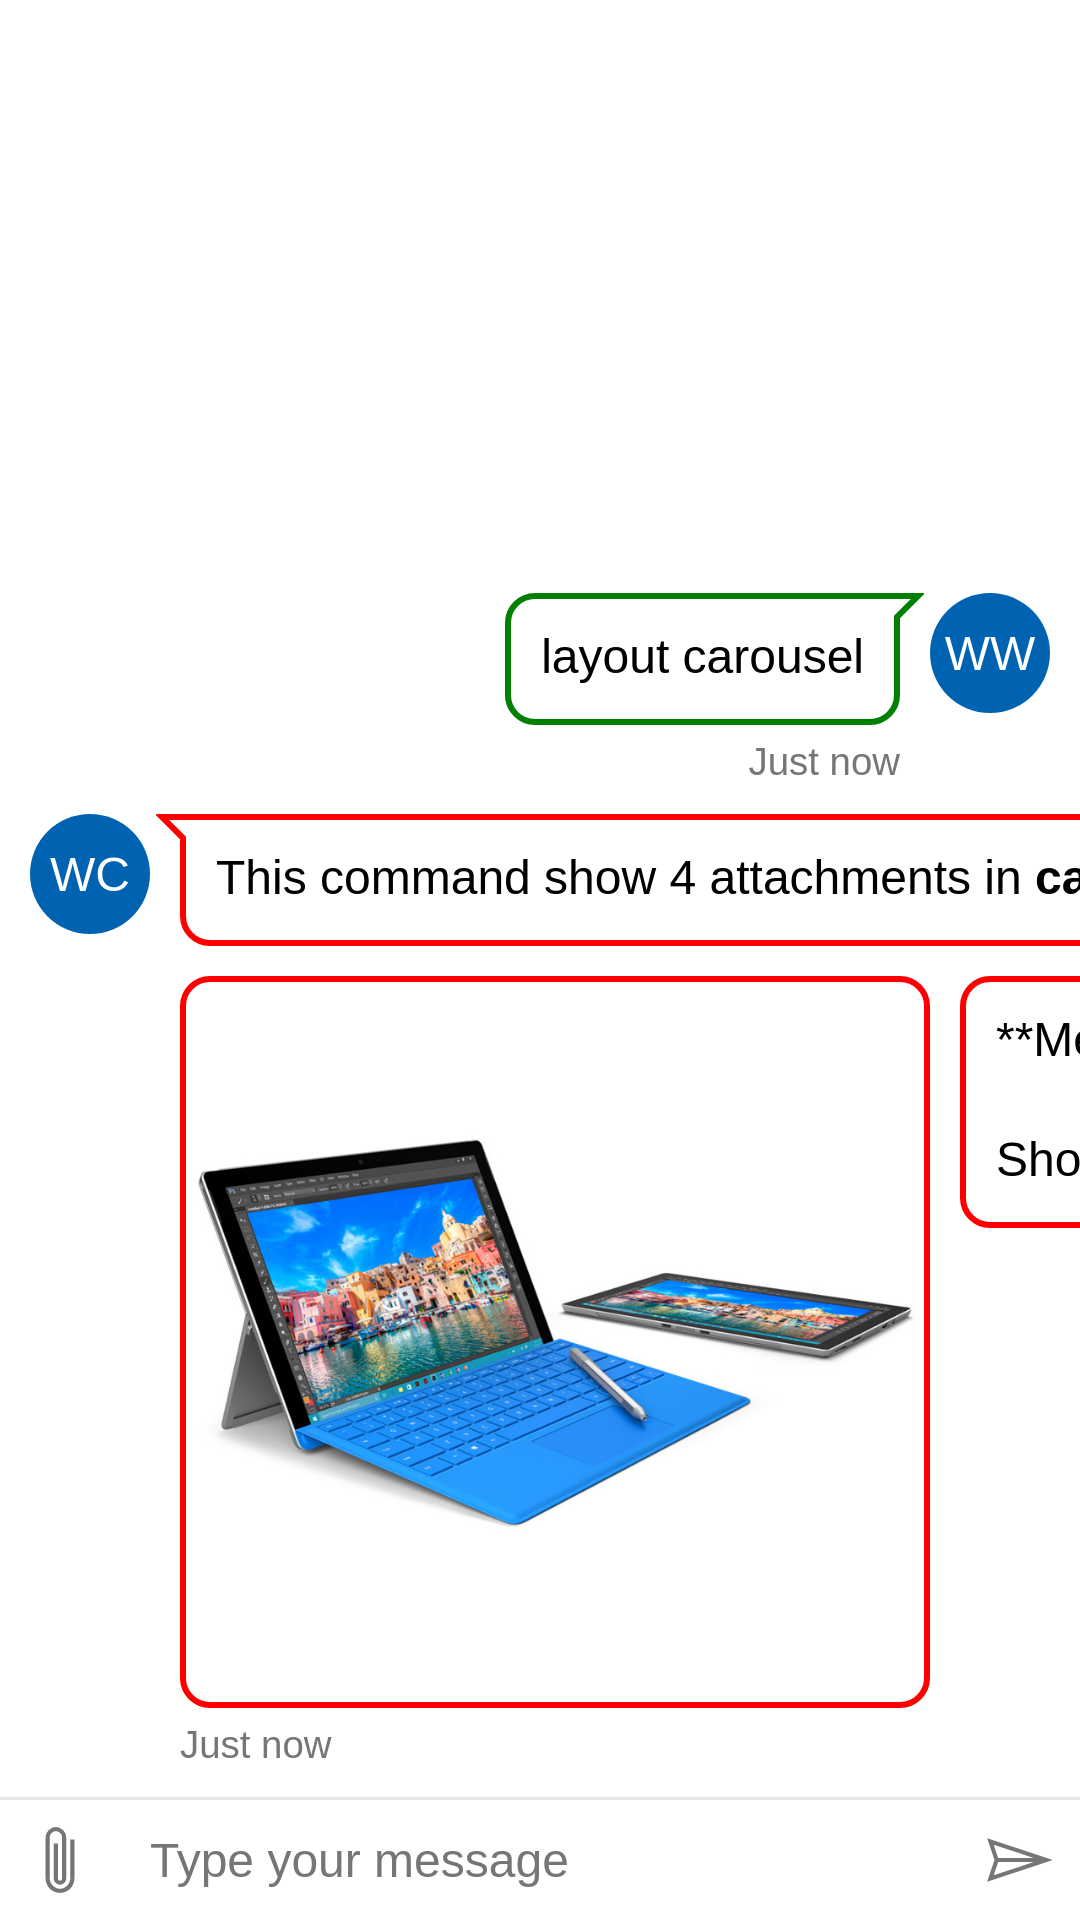 layout carousel
WW
Just now
WC
This command show 4 attachments in ca
**Me
Sho
Just now
Type your message